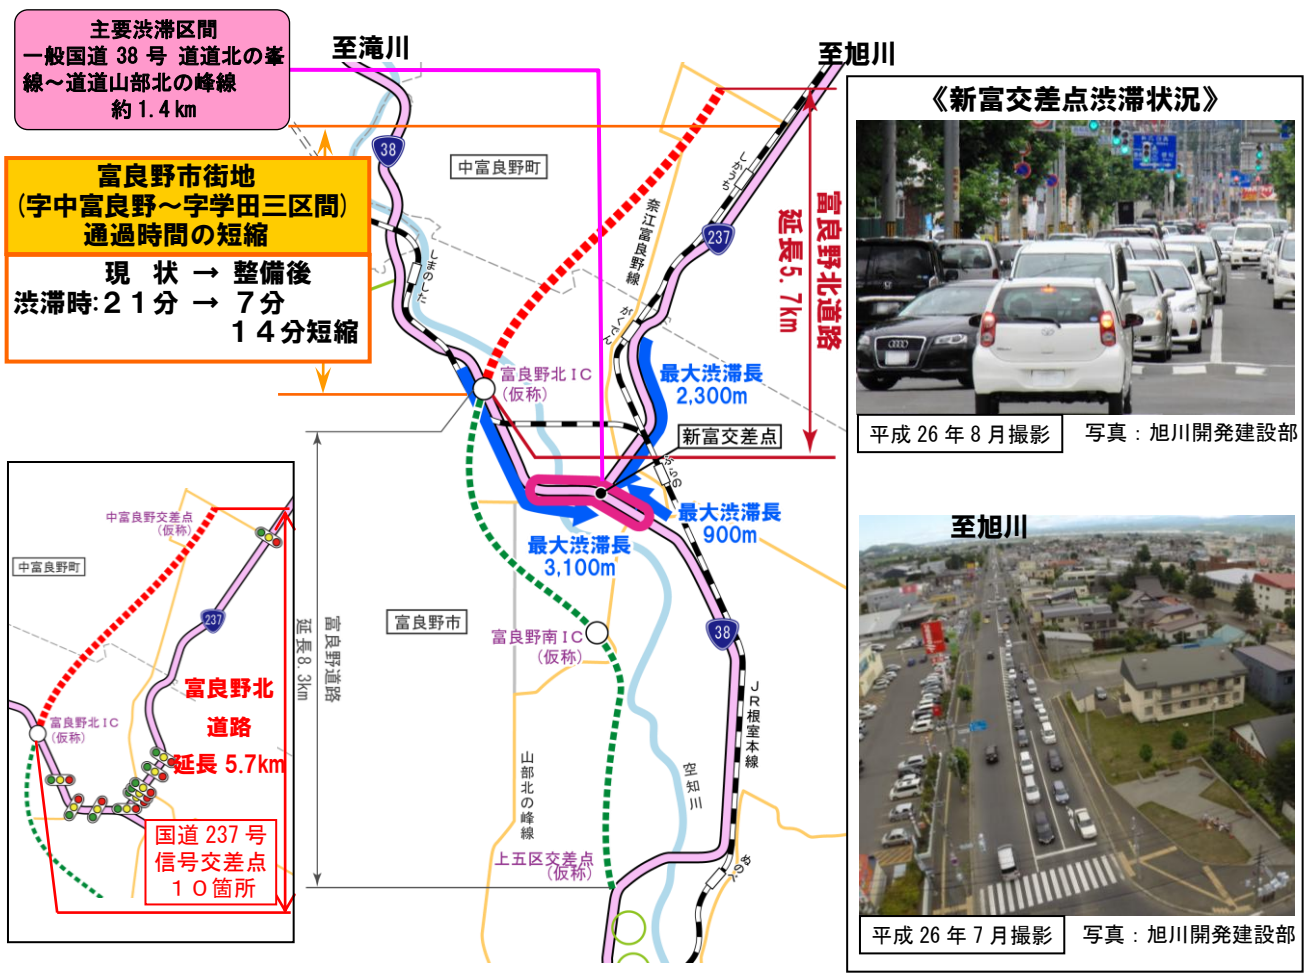 主要渋滞区間
一般国道 38 号 道道北の峯
線～道道山部北の峰線
約 1.4 km
富良野市街地
(字中富良野～字学田三区間)
通過時間の短縮
現 状 → 整備後
渋滞時:２１分 → ７分
１４分短縮
至滝川
至旭川
38
中富良野町
しまのした
しかうち
奈江富良野線
237
がくでん
富良野北道路
延長5.7km
富良野北ＩＣ
(仮称)
最大渋滞長
2,300m
新富交差点
ふらの
最大渋滞長
900m
最大渋滞長
3,100m
富良野市
富良野南ＩＣ
(仮称)
38
富良野道路
延長8.3km
ＪＲ根室本線
空知川
山部北の峰線
上五区交差点
(仮称)
ぬのべ
中富良野交差点
(仮称)
中富良野町
237
富良野北
道路
延長 5.7km
富良野北ＩＣ
(仮称)
国道 237 号
信号交差点
１０箇所
《新富交差点渋滞状況》
平成 26 年 8 月撮影
写真：旭川開発建設部
至旭川
平成 26 年 7 月撮影
写真：旭川開発建設部